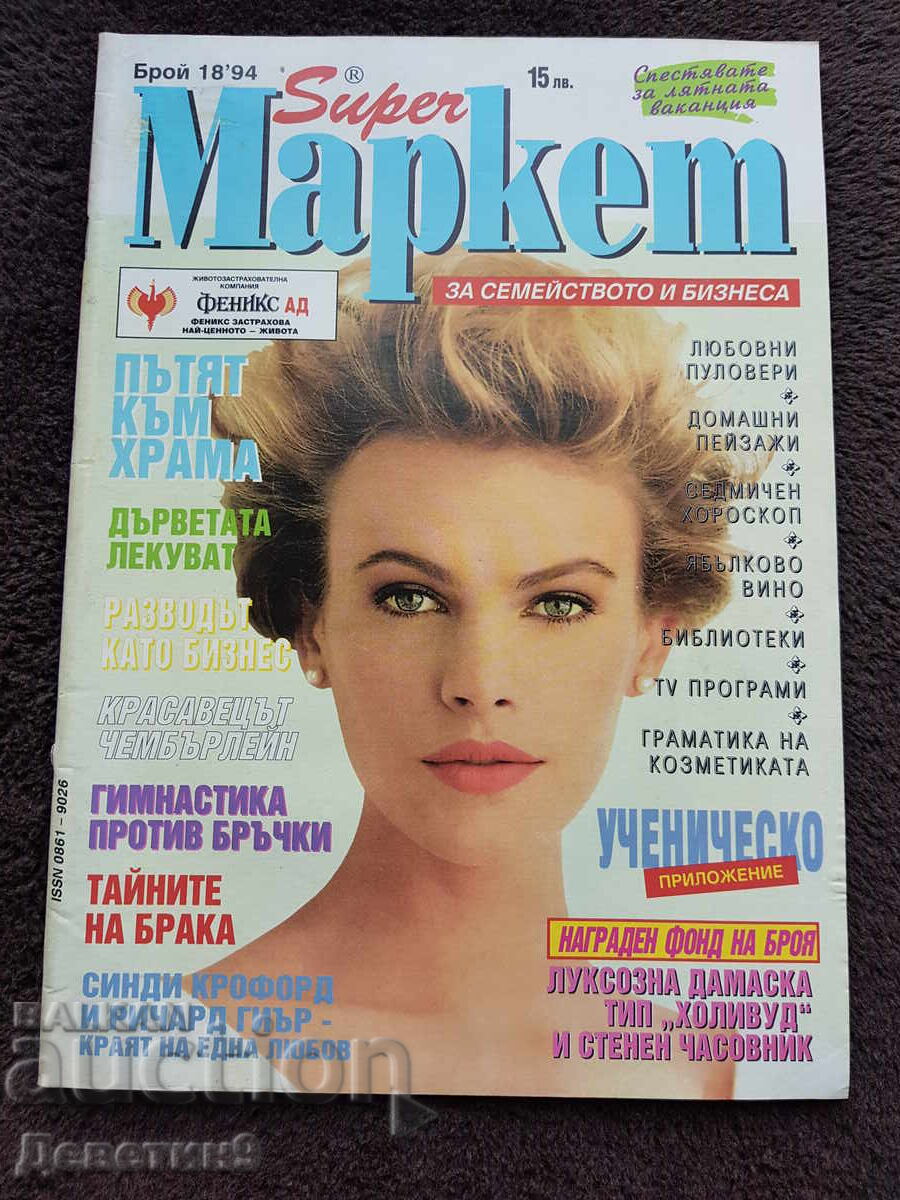 Брой 18'94
Super®
15 лв.
Спестявате
за лятната
ваканция
Маркет
ЗА СЕМЕЙСТВОТО И БИЗНЕСА
ЖИВОТОЗАСТРАХОВАТЕЛНА
КОМПАНИЯ
ФЕНИКС АД
ФЕНИКС ЗАСТРАХОВА
НАЙ-ЦЕННОТО – ЖИВОТА
ПЪТЯТ
КЪМ
ХРАМА
ДЪРВЕТАТА
ЛЕКУВАТ
РАЗВОДЪТ
КАТО БИЗНЕС
КРАСАВЕЦЪТ
ЧЕМБЪРЛЕЙН
ГИМНАСТИКА
ПРОТИВ БРЪЧКИ
ТАЙНИТЕ
НА БРАКА
СИНДИ КРОФОРД
И РИЧАРД ГИЪР -
КРАЯТ НА ЕДНА ЛЮБОВ
ISSN 0861 – 9026
ЛЮБОВНИ
ПУЛОВЕРИ
ДОМАШНИ
ПЕЙЗАЖИ
СЕДМИЧЕН
ХОРОСКОП
ЯБЪЛКОВО
ВИНО
БИБЛИОТЕКИ
TV ПРОГРАМИ
ГРАМАТИКА НА
КОЗМЕТИКАТА
УЧЕНИЧЕСКО
ПРИЛОЖЕНИЕ
НАГРАДЕН ФОНД НА БРОЯ
ЛУКСОЗНА ДАМАСКА
ТИП „ХОЛИВУД“
И СТЕНЕН ЧАСОВНИК
auction
Деветин9